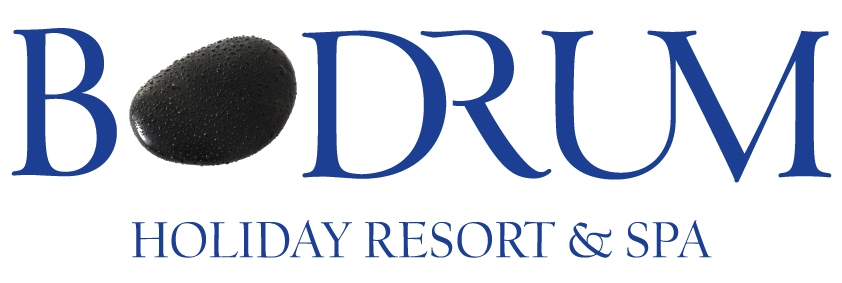 BODRUM
HOLIDAY RESORT & SPA